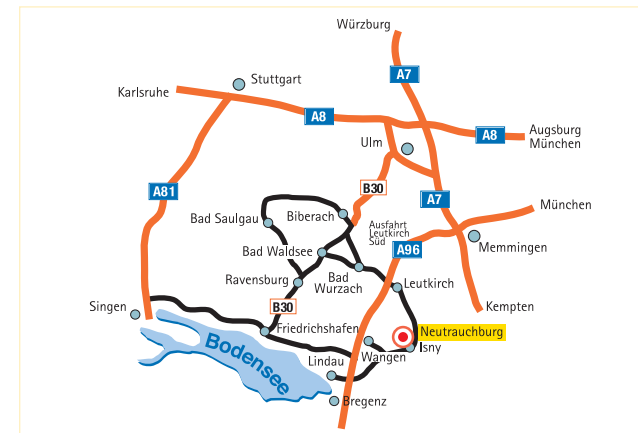 Würzburg
A7
Stuttgart
Karlsruhe
A8
Augsburg
München
A8
Ulm
B30
A81
A7
München
Biberach
Bad Saulgau
Ausfahrt
Leutkirch
Süd
Memmingen
Bad Waldsee
A96
Ravensburg
Bad
Wurzach
Leutkirch
Kempten
Singen
B30
Friedrichshafen
Neutrauchburg
Isny
Bodensee
Wangen
Lindau
Bregenz